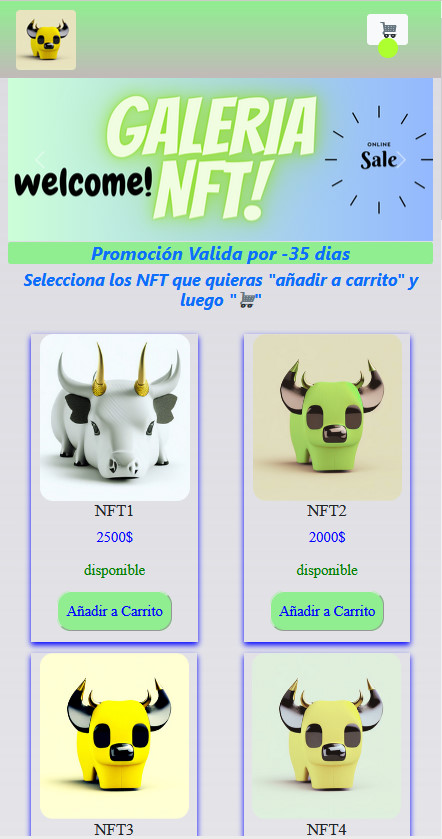 GALERIA
welcome!
NFT!
ONLINE
Sale
Promoción Valida por -35 dias
Selecciona los NFT que quieras "añadir a carrito" y
luego "🛒"
NFT1
2500$
disponible
Añadir a Carrito
NFT2
2000$
disponible
Añadir a Carrito
NFT3
NFT4